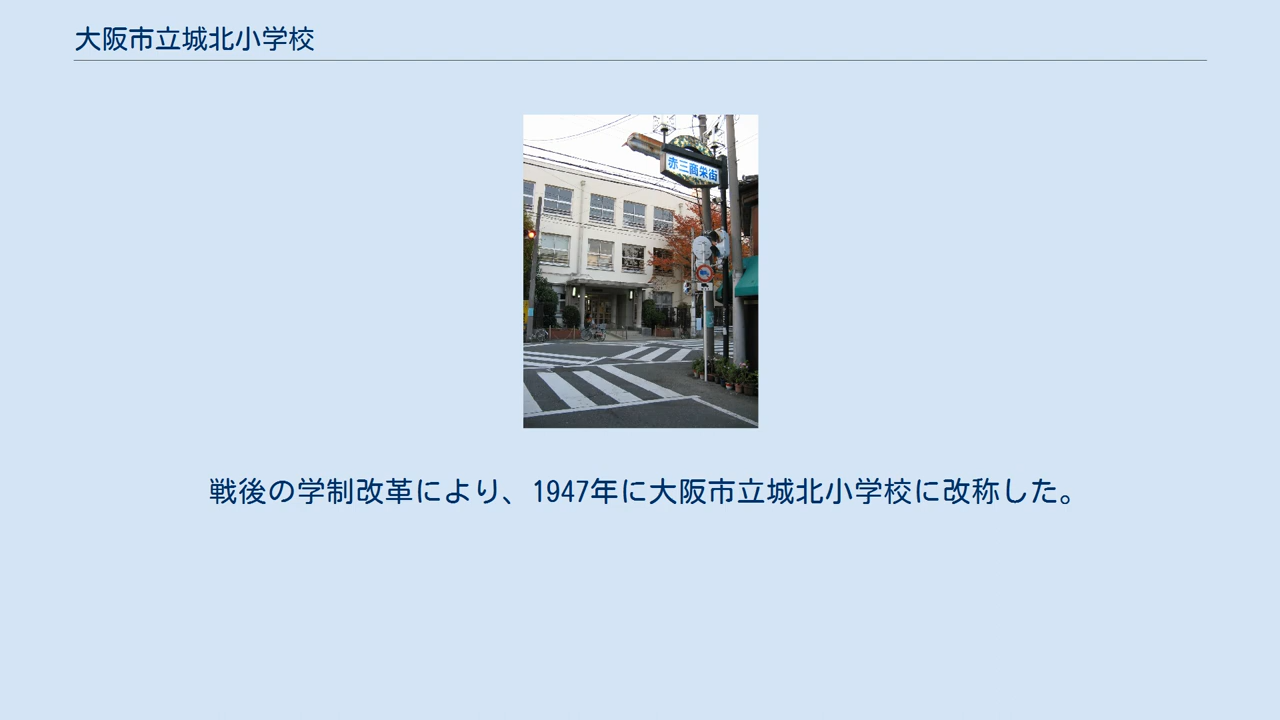 大阪市立城北小学校
赤三商栄街
戦後の学制改革により、1947年に大阪市立城北小学校に改称した。